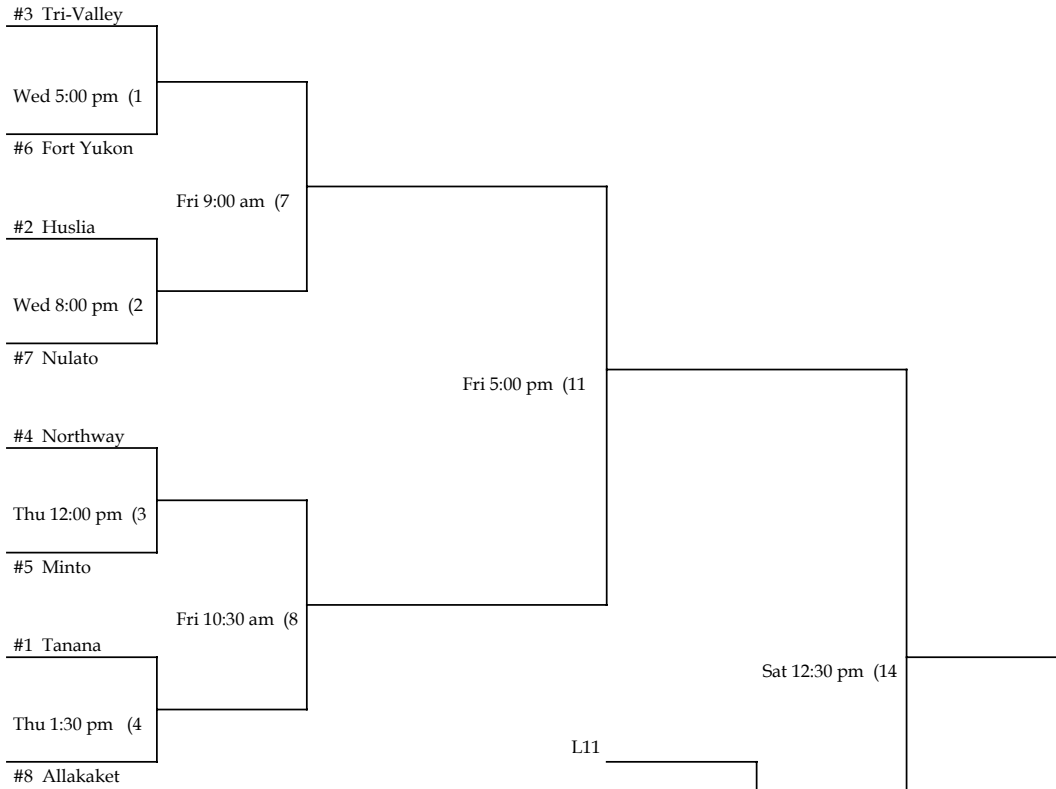 #3 Tri-Valley
Wed 5:00 pm (1
#6 Fort Yukon
Fri 9:00 am (7
#2 Huslia
Wed 8:00 pm (2
#7 Nulato
Fri 5:00 pm (11
#4 Northway
Thu 12:00 pm (3
#5 Minto
Fri 10:30 am (8
#1 Tanana
Sat 12:30 pm (14
Thu 1:30 pm (4
L11
#8 Allakaket